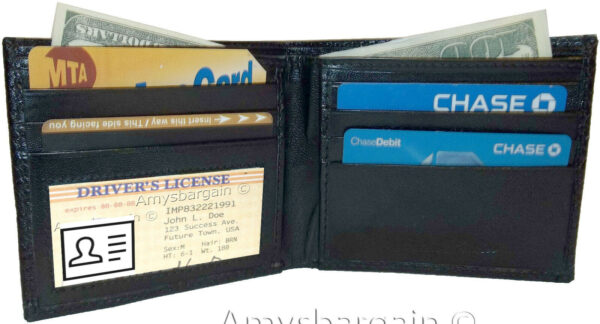 DOLLARS
MTA
Card
Insert this way / This side facing you
DRIVER'S LICENSE
expires 00-00-00
Amysbargain ©
IMP832221991
John L. Doe
123 Success Ave.
Future Town, USA
Sex:M Hair: BRN
HT: 6-1 Wt. 180
CHASE
ChaseDebit
CHASE
Amysbargain ©